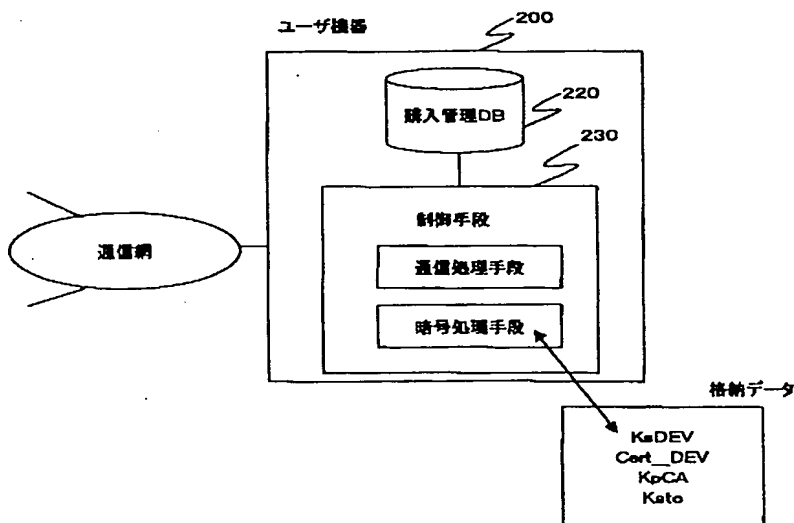 ユーザ機器
200
購入管理DB
220
230
制御手段
通信網
通信処理手段
暗号処理手段
格納データ
KsDEV
Cert__DEV
KpCA
Ksto